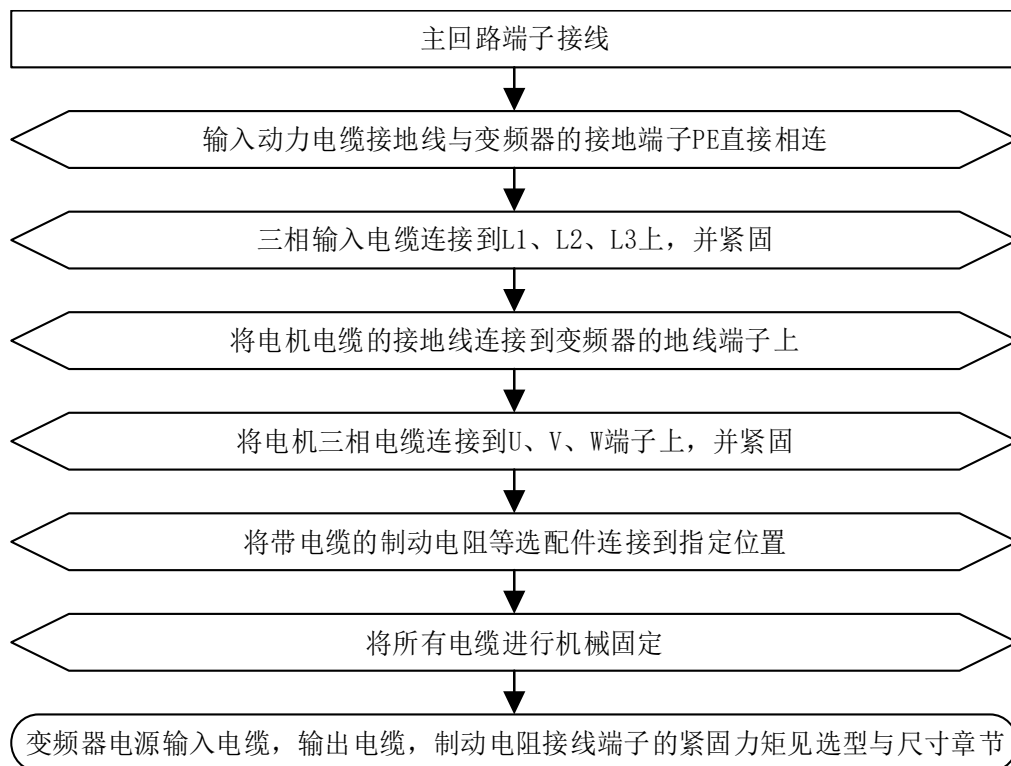 主回路端子接线
输入动力电缆接地线与变频器的接地端子PE直接相连
三相输入电缆连接到L1、L2、L3上，并紧固
将电机电缆的接地线连接到变频器的地线端子上
将电机三相电缆连接到U、V、W端子上，并紧固
将带电缆的制动电阻等选配件连接到指定位置
将所有电缆进行机械固定
变频器电源输入电缆，输出电缆，制动电阻接线端子的紧固力矩见选型与尺寸章节